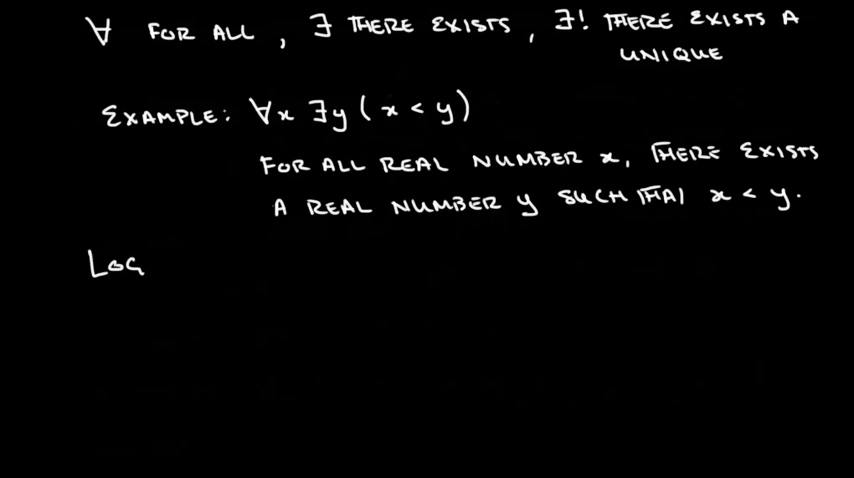 ∀ FOR ALL, ∃ THERE EXISTS, ∃! THERE EXISTS A
UNIQUE
EXAMPLE: ∀x ∃y (x < y)
FOR ALL REAL NUMBER x, THERE EXISTS
A REAL NUMBER y SUCH THAT x < y.
LOG